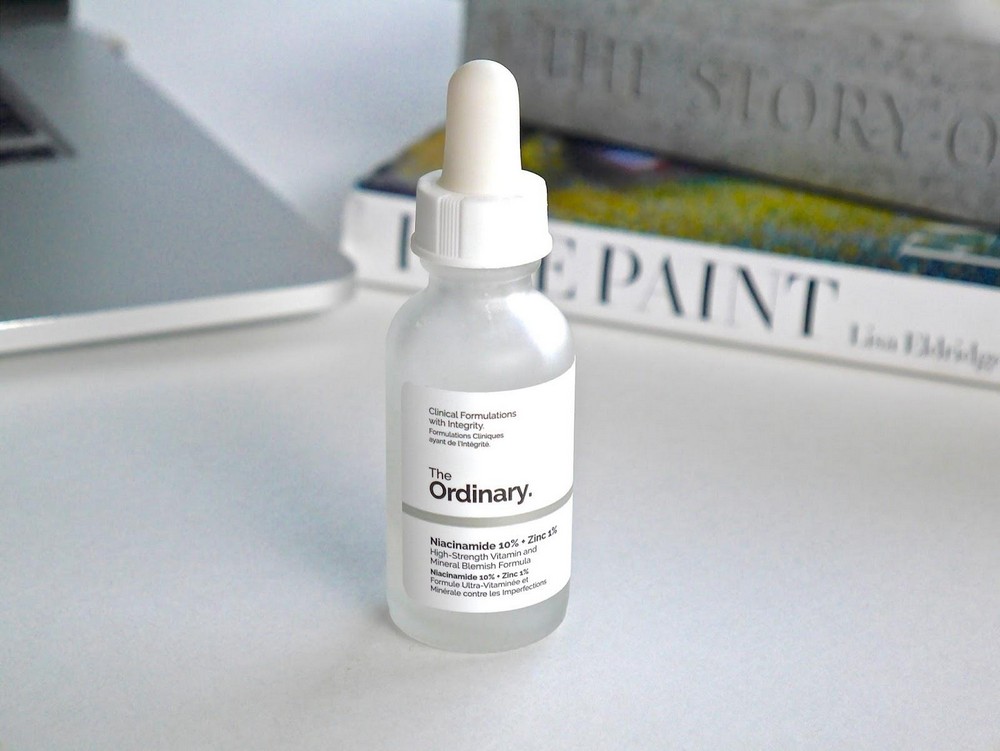 THE STORY O
PAINT
Lisa Eldridge
Clinical Formulations
with Integrity.
Formulations Cliniques
ayant de l'Intégrité.
The
Ordinary.
Niacinamide 10% + Zinc 1%
High-Strength Vitamin and
Mineral Blemish Formula
Niacinamide 10% + Zinc 1%
Formule Ultra-Vitaminée et
Minérale contre les Imperfections